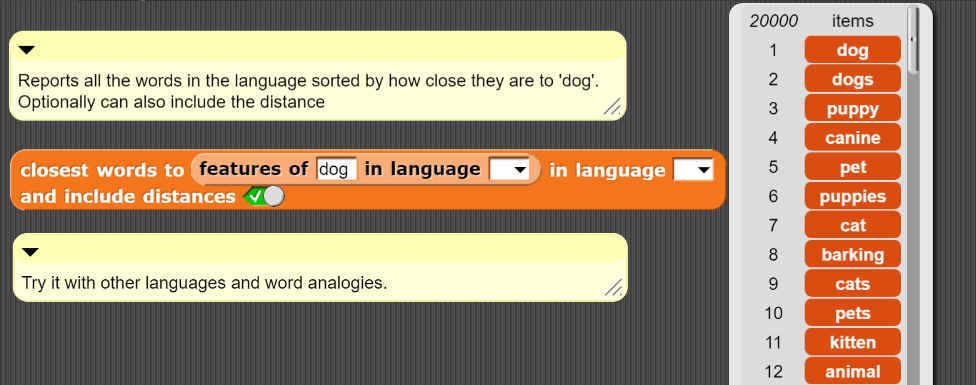 Reports all the words in the language sorted by how close they are to 'dog'.
Optionally can also include the distance
closest words to features of dog in language in language
and include distances
Try it with other languages and word analogies.
20000 items
1 dog
2 dogs
3 puppy
4 canine
5 pet
6 puppies
7 cat
8 barking
9 cats
10 pets
11 kitten
12 animal